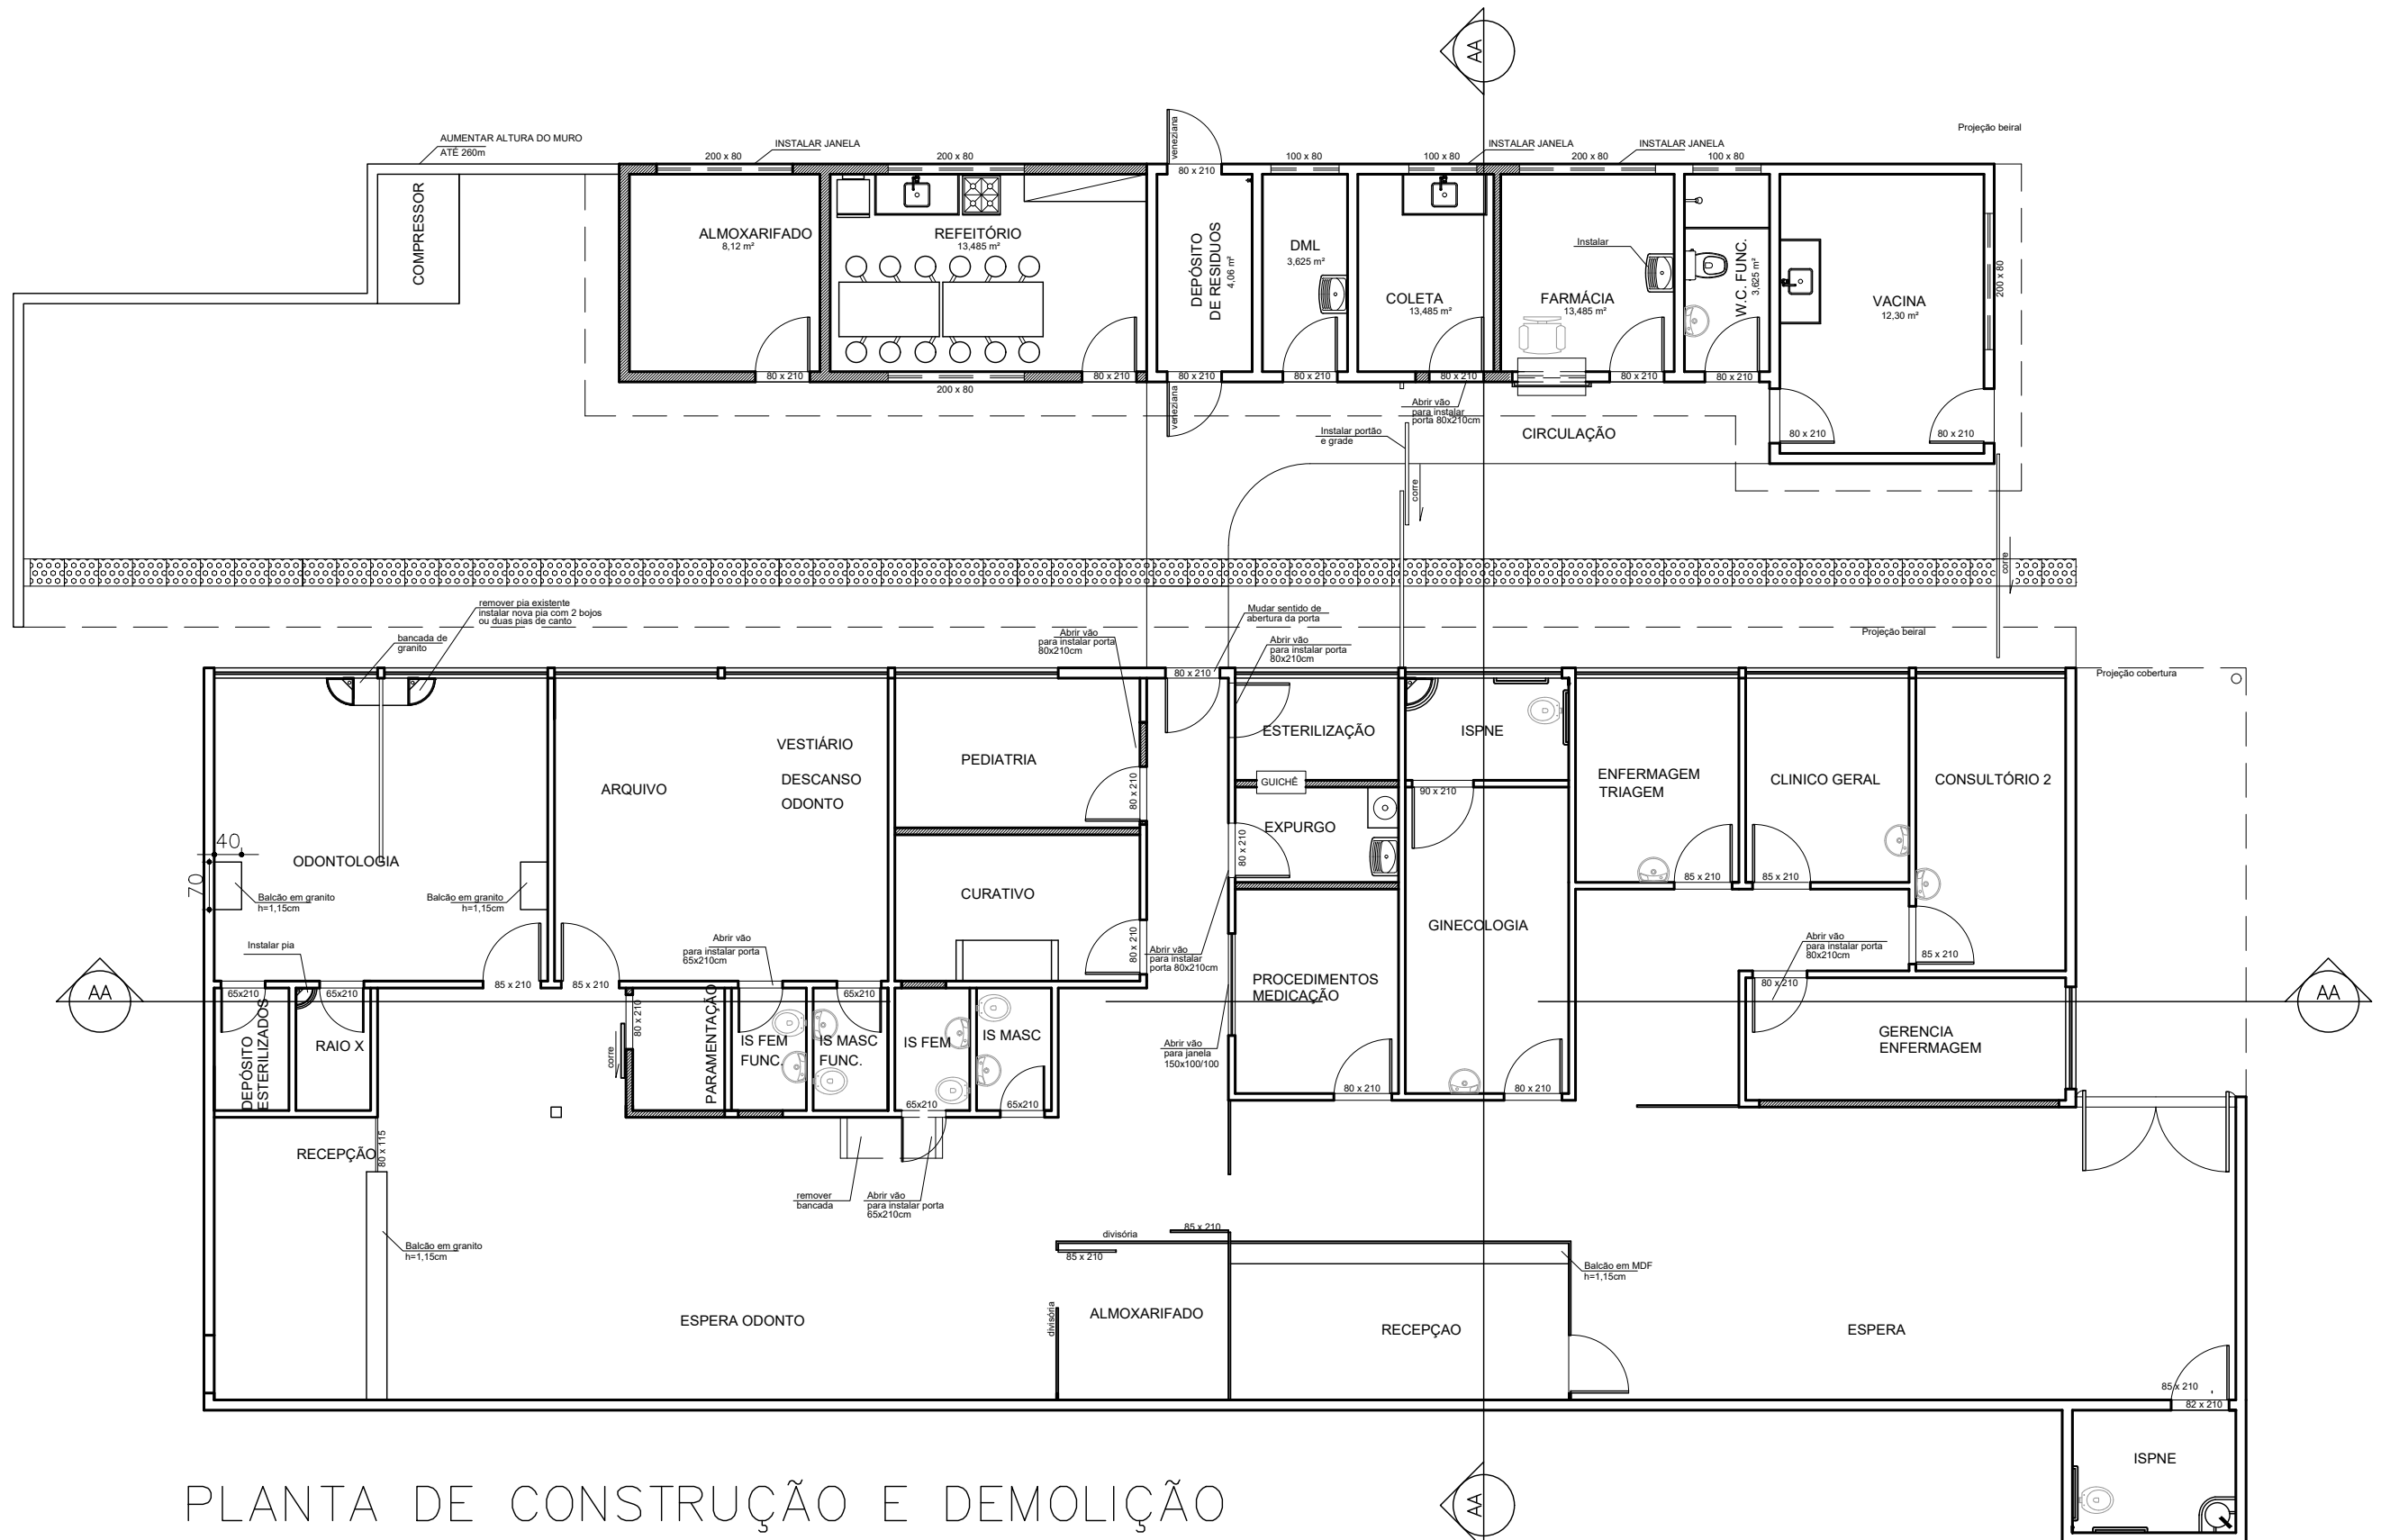 AA
Projeção beiral
AUMENTAR ALTURA DO MURO
ATÉ 260m
INSTALAR JANELA
INSTALAR JANELA
INSTALAR JANELA
200 x 80
200 x 80
veneziana
80 x 210
100 x 80
100 x 80
200 x 80
100 x 80
COMPRESSOR
ALMOXARIFADO
8,12 m²
REFEITÓRIO
13,485 m²
DEPÓSITO
DE RESIDUOS
4,06 m²
DML
3,625 m²
COLETA
13,485 m²
Instalar
FARMÁCIA
13,485 m²
W.C. FUNC.
3,625 m²
VACINA
12,30 m²
200 x 80
80 x 210
200 x 80
80 x 210
80 x 210
80 x 210
80 x 210
80 x 210
80 x 210
veneziana
Abrir vão
para instalar
porta 80x210cm
Instalar portão
e grade
CIRCULAÇÃO
80 x 210
80 x 210
corre
corre
remover pia existente
instalar nova pia com 2 bojos
ou duas pias de canto
bancada de
granito
Abrir vão
para instalar porta
80x210cm
Mudar sentido de
abertura da porta
Abrir vão
para instalar porta
80x210cm
Projeção beiral
Projeção cobertura
80 x 210
ODONTOLOGIA
40
70
Balcão em granito
h=1,15cm
Balcão em granito
h=1,15cm
ARQUIVO
VESTIÁRIO
DESCANSO
ODONTO
PEDIATRIA
80 x 210
CURATIVO
80 x 210
ESTERILIZAÇÃO
GUICHÊ
EXPURGO
80 x 210
ISPNE
90 x 210
ENFERMAGEM
TRIAGEM
85 x 210
CLINICO GERAL
85 x 210
CONSULTÓRIO 2
85 x 210
GINECOLOGIA
Instalar pia
Abrir vão
para instalar porta
65x210cm
Abrir vão
para instalar
porta 80x210cm
PROCEDIMENTOS
MEDICAÇÃO
Abrir vão
para instalar porta
80x210cm
80 x 210
AA
AA
65x210
65x210
85 x 210
85 x 210
65x210
DEPÓSITO
ESTERILIZADOS
RAIO X
80 x 210
corre
PARAMENTAÇÃO
IS FEM
FUNC.
IS MASC
FUNC.
IS FEM
IS MASC
65x210
65x210
Abrir vão
para janela
150x100/100
80 x 210
80 x 210
GERENCIA
ENFERMAGEM
RECEPÇÃO
80 x 115
remover
bancada
Abrir vão
para instalar porta
65x210cm
Balcão em granito
h=1,15cm
divisória
85 x 210
85 x 210
Balcão em MDF
h=1,15cm
ESPERA ODONTO
divisória
ALMOXARIFADO
RECEPÇAO
ESPERA
85 x 210
82 x 210
ISPNE
PLANTA DE CONSTRUÇÃO E DEMOLIÇÃO
AA